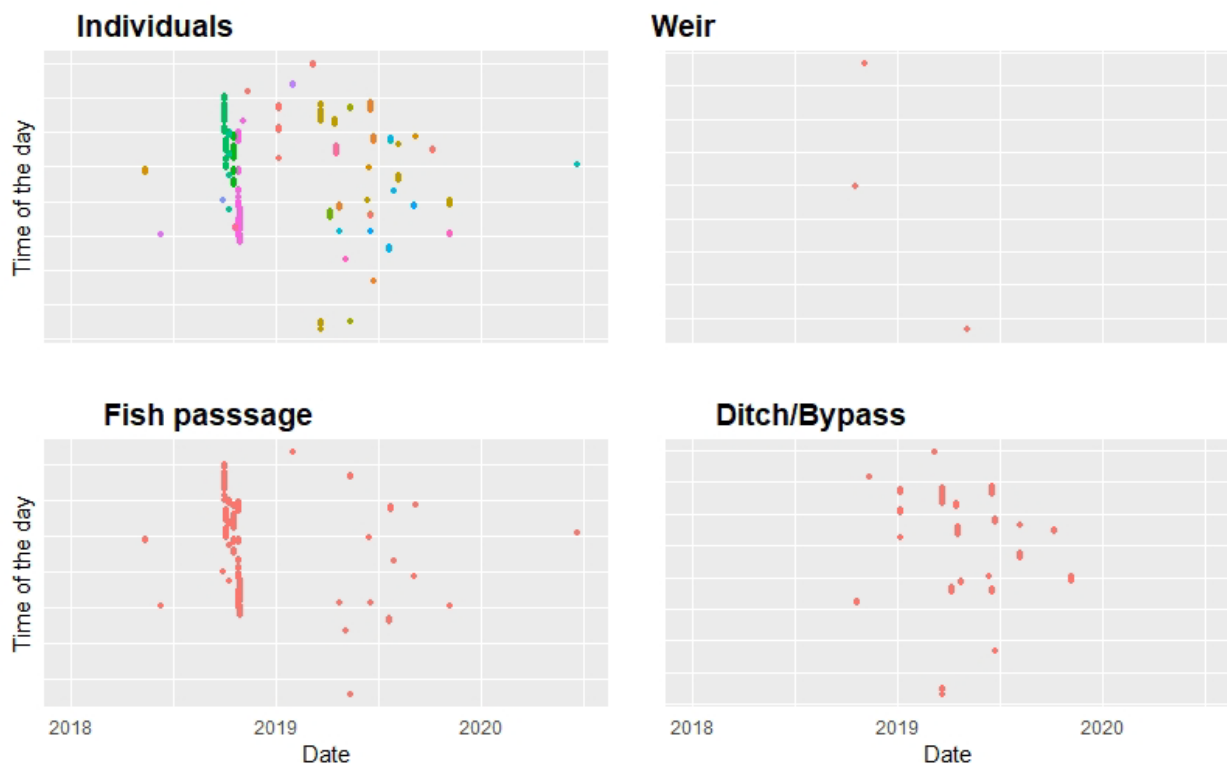 Individuals
Weir
Time of the day
Fish passsage
Ditch/Bypass
Time of the day
2018 2019 2020
2018 2019 2020
Date
Date